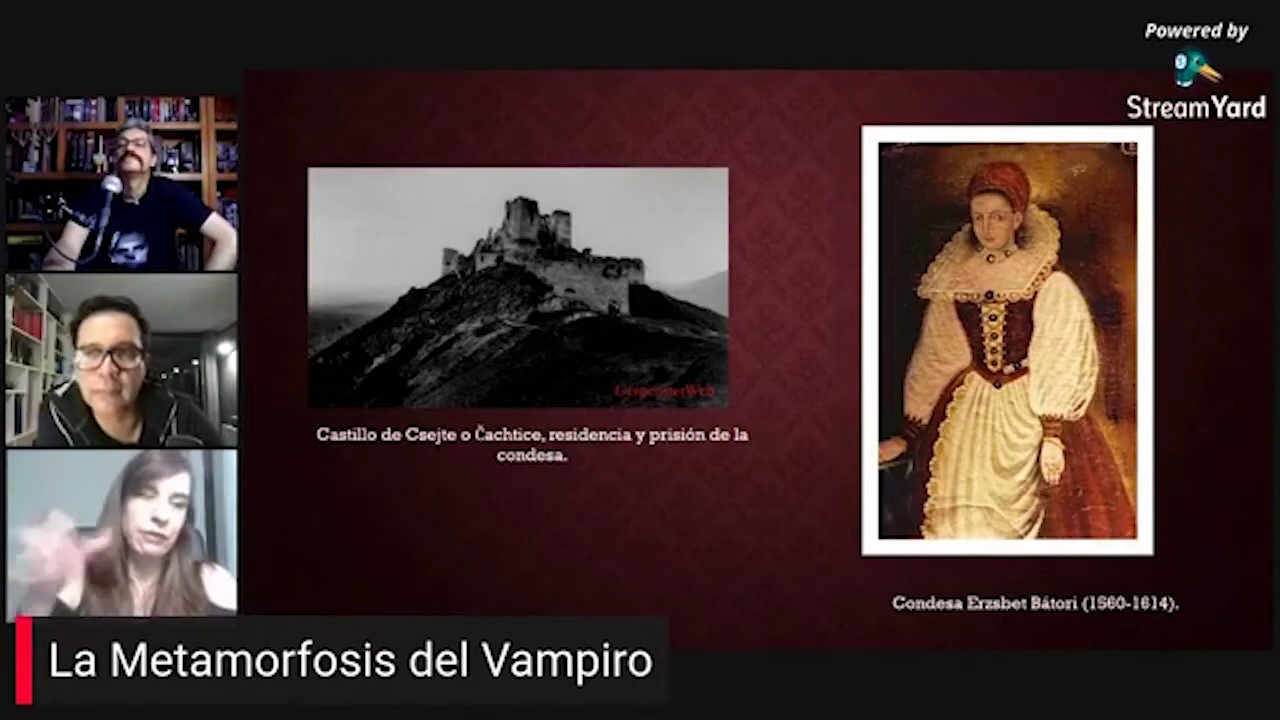 Powered by
StreamYard
GespensterWeb
Castillo de Csejte o Čachtice, residencia y prisión de la
condesa.
Condesa Erzsbet Bátori (1560-1614).
La Metamorfosis del Vampiro